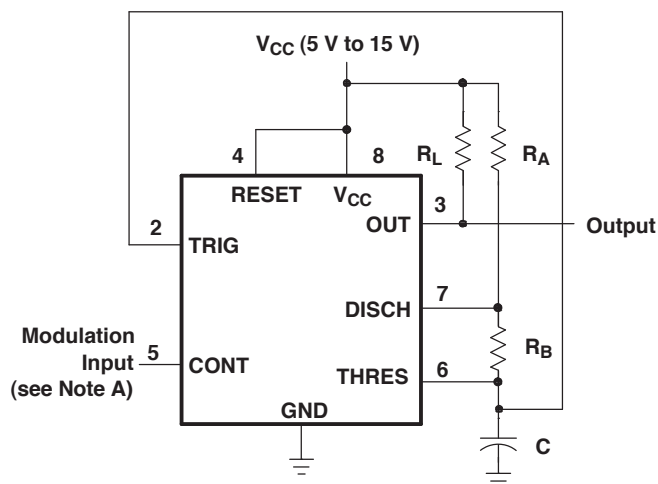 V_CC (5 V to 15 V)
4
8
R_L
R_A
RESET
V_CC
3
OUT
Output
2
TRIG
DISCH
7
R_B
Modulation
Input
(see Note A)
5
CONT
THRES
6
GND
C